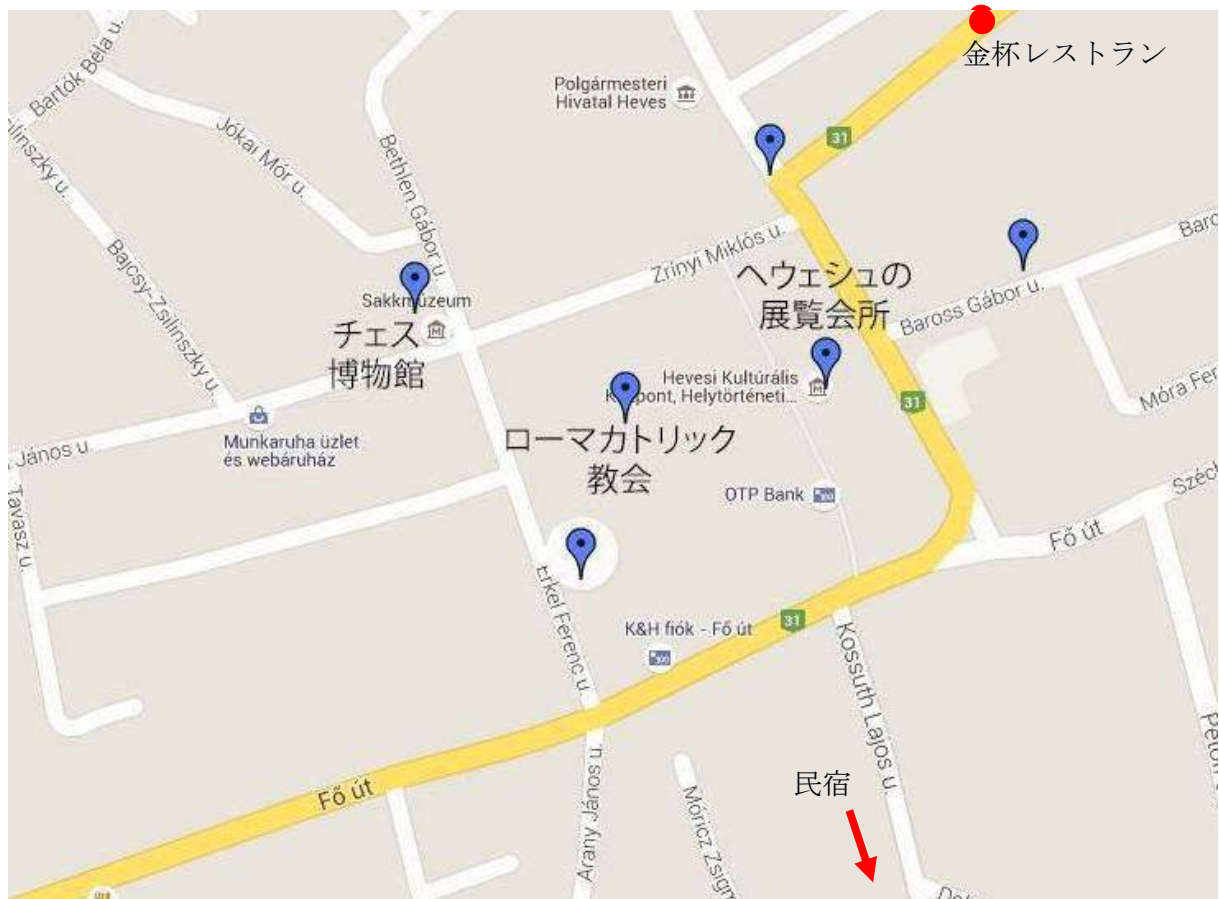 金杯レストラン
Bartók Béla u.
Polgármesteri
Hivatal Heves
31
Jókai Mór u.
Bethlen Gábor u.
Bajcsy-Zsilinszky u.
Zrínyi Miklós u.
ヘウェシュの
展覧会所
Baross Gábor u.
Sakkmúzeum
チェス
博物館
Hevesi Kultúrális
Központ, Helytörténeti...
31
Móra Fer
ローマカトリック
教会
Munkaruha üzlet
és webáruház
János u.
OTP Bank
Tavasz u.
Fő út
Erkel Ferenc u.
K&H fiók - Fő út
31
Kossuth Lajos u.
Fő út
Arany János u.
民宿
Móricz Zsigm